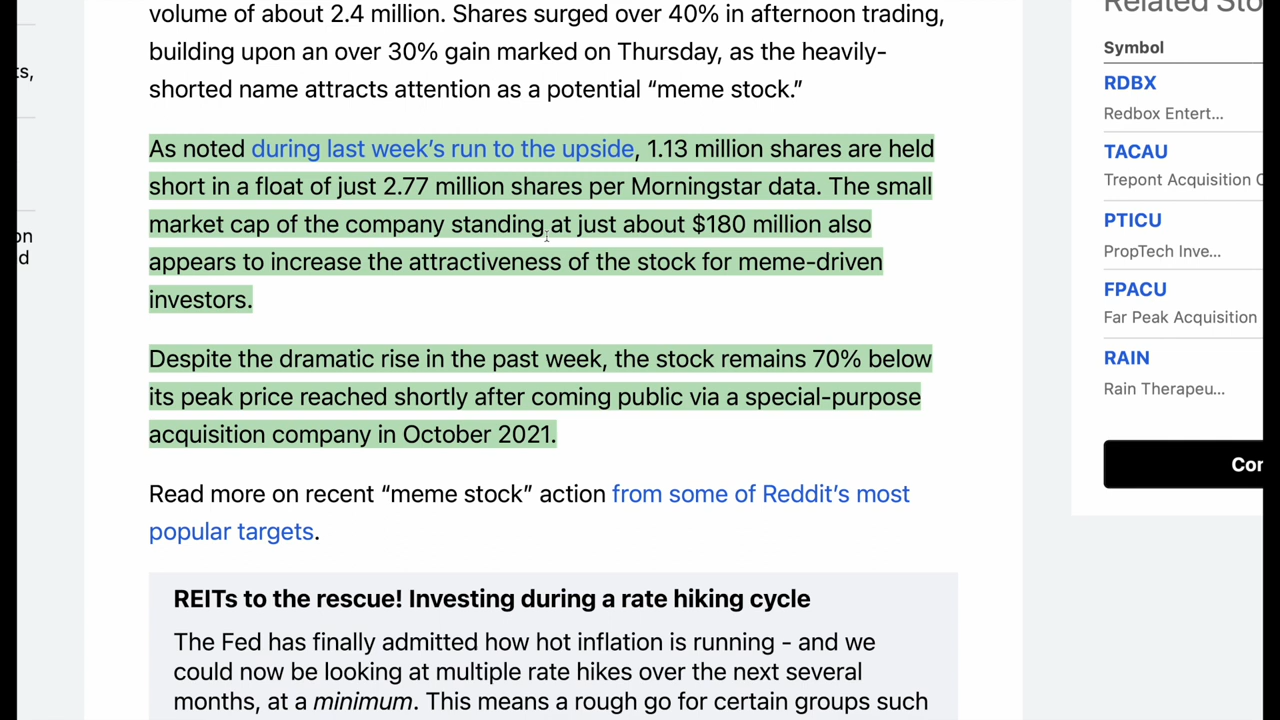 volume of about 2.4 million. Shares surged over 40% in afternoon trading,
building upon an over 30% gain marked on Thursday, as the heavily-
shorted name attracts attention as a potential “meme stock.”
As noted during last week’s run to the upside, 1.13 million shares are held
short in a float of just 2.77 million shares per Morningstar data. The small
market cap of the company standing at just about $180 million also
appears to increase the attractiveness of the stock for meme-driven
investors.
Despite the dramatic rise in the past week, the stock remains 70% below
its peak price reached shortly after coming public via a special-purpose
acquisition company in October 2021.
Read more on recent “meme stock” action from some of Reddit’s most
popular targets.
REITs to the rescue! Investing during a rate hiking cycle
The Fed has finally admitted how hot inflation is running - and we
could now be looking at multiple rate hikes over the next several
months, at a minimum. This means a rough go for certain groups such
ts,
on
d
Related Sto
Symbol
RDBX
Redbox Entert...
TACAU
Trepont Acquisition C
PTICU
PropTech Inve...
FPACU
Far Peak Acquisition
RAIN
Rain Therapeu...
Cor